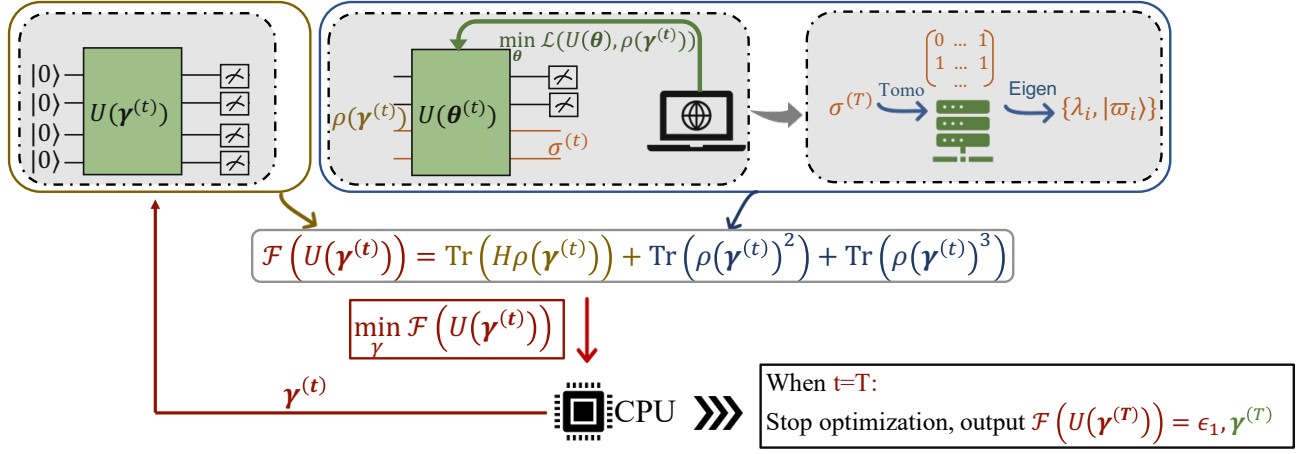 |0⟩
|0⟩
|0⟩
|0⟩
U(γ^(t))
ρ(γ^(t))
U(θ^(t))
σ^(t)
min_θ ℒ(U(θ), ρ(γ^(t)))
σ^(T)
Tomo
0 ... 1
1 ... 1
...
Eigen
{λ_i, |ϖ_i⟩}
ℱ(U(γ^(t))) = Tr(Hρ(γ^(t))) + Tr(ρ(γ^(t))^2) + Tr(ρ(γ^(t))^3)
min_γ ℱ(U(γ^(t)))
γ^(t)
CPU
When t=T:
Stop optimization, output ℱ(U(γ^(T))) = ϵ_1, γ^(T)